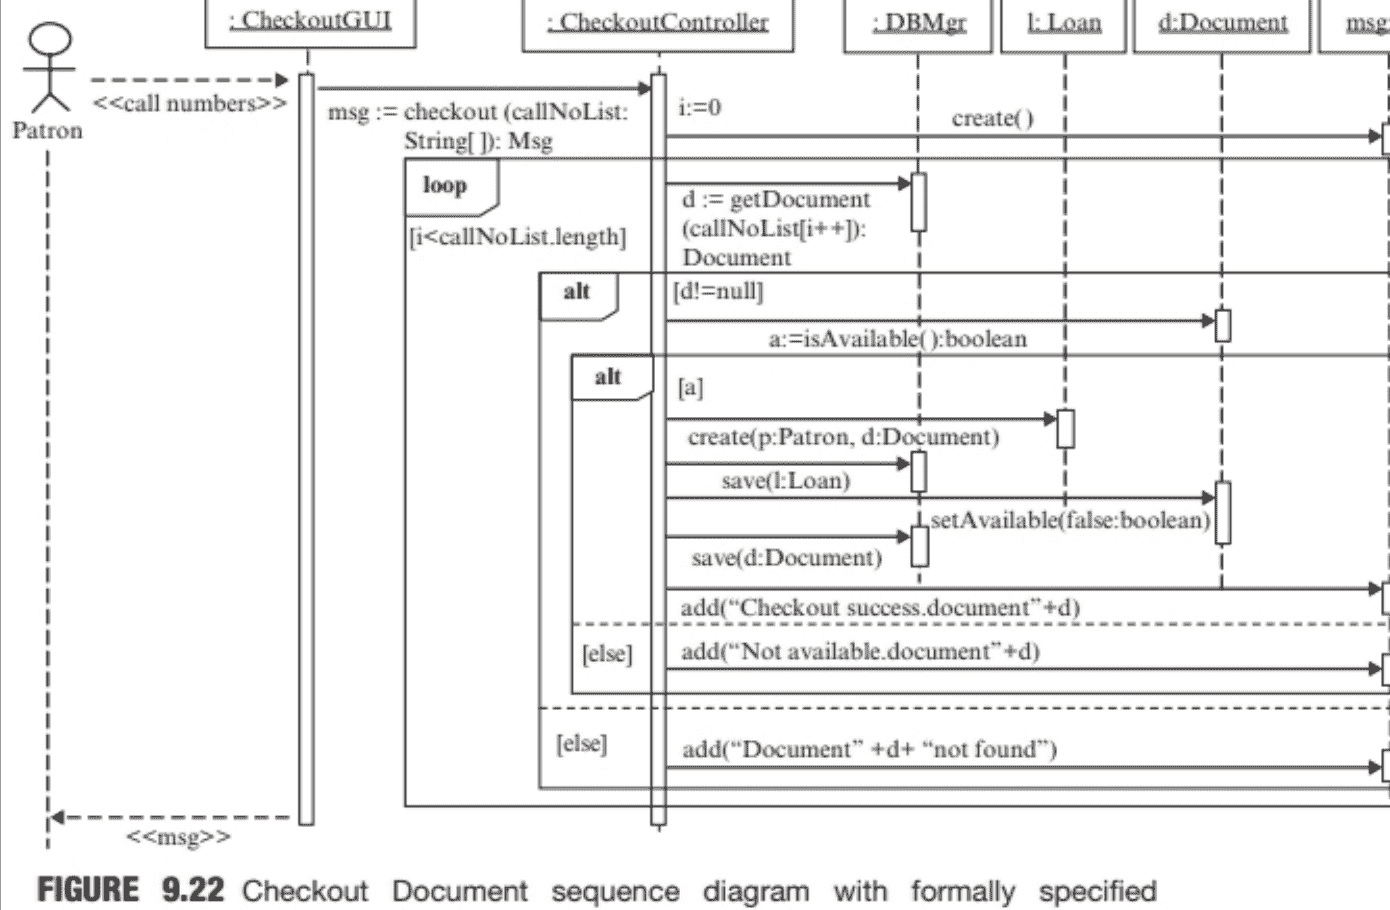 : CheckoutGUI
: CheckoutController
: DBMgr
l: Loan
d:Document
msg
Patron
<<call numbers>>
msg := checkout (callNoList:
String[ ]): Msg
i:=0
create()
loop
[i<callNoList.length]
d := getDocument
(callNoList[i++]):
Document
alt
[d!=null]
a:=isAvailable():boolean
alt
[a]
create(p:Patron, d:Document)
save(l:Loan)
setAvailable(false:boolean)
save(d:Document)
add(“Checkout success.document”+d)
[else]
add(“Not available.document”+d)
[else]
add(“Document” +d+ “not found”)
<<msg>>
FIGURE 9.22 Checkout Document sequence diagram with formally specified